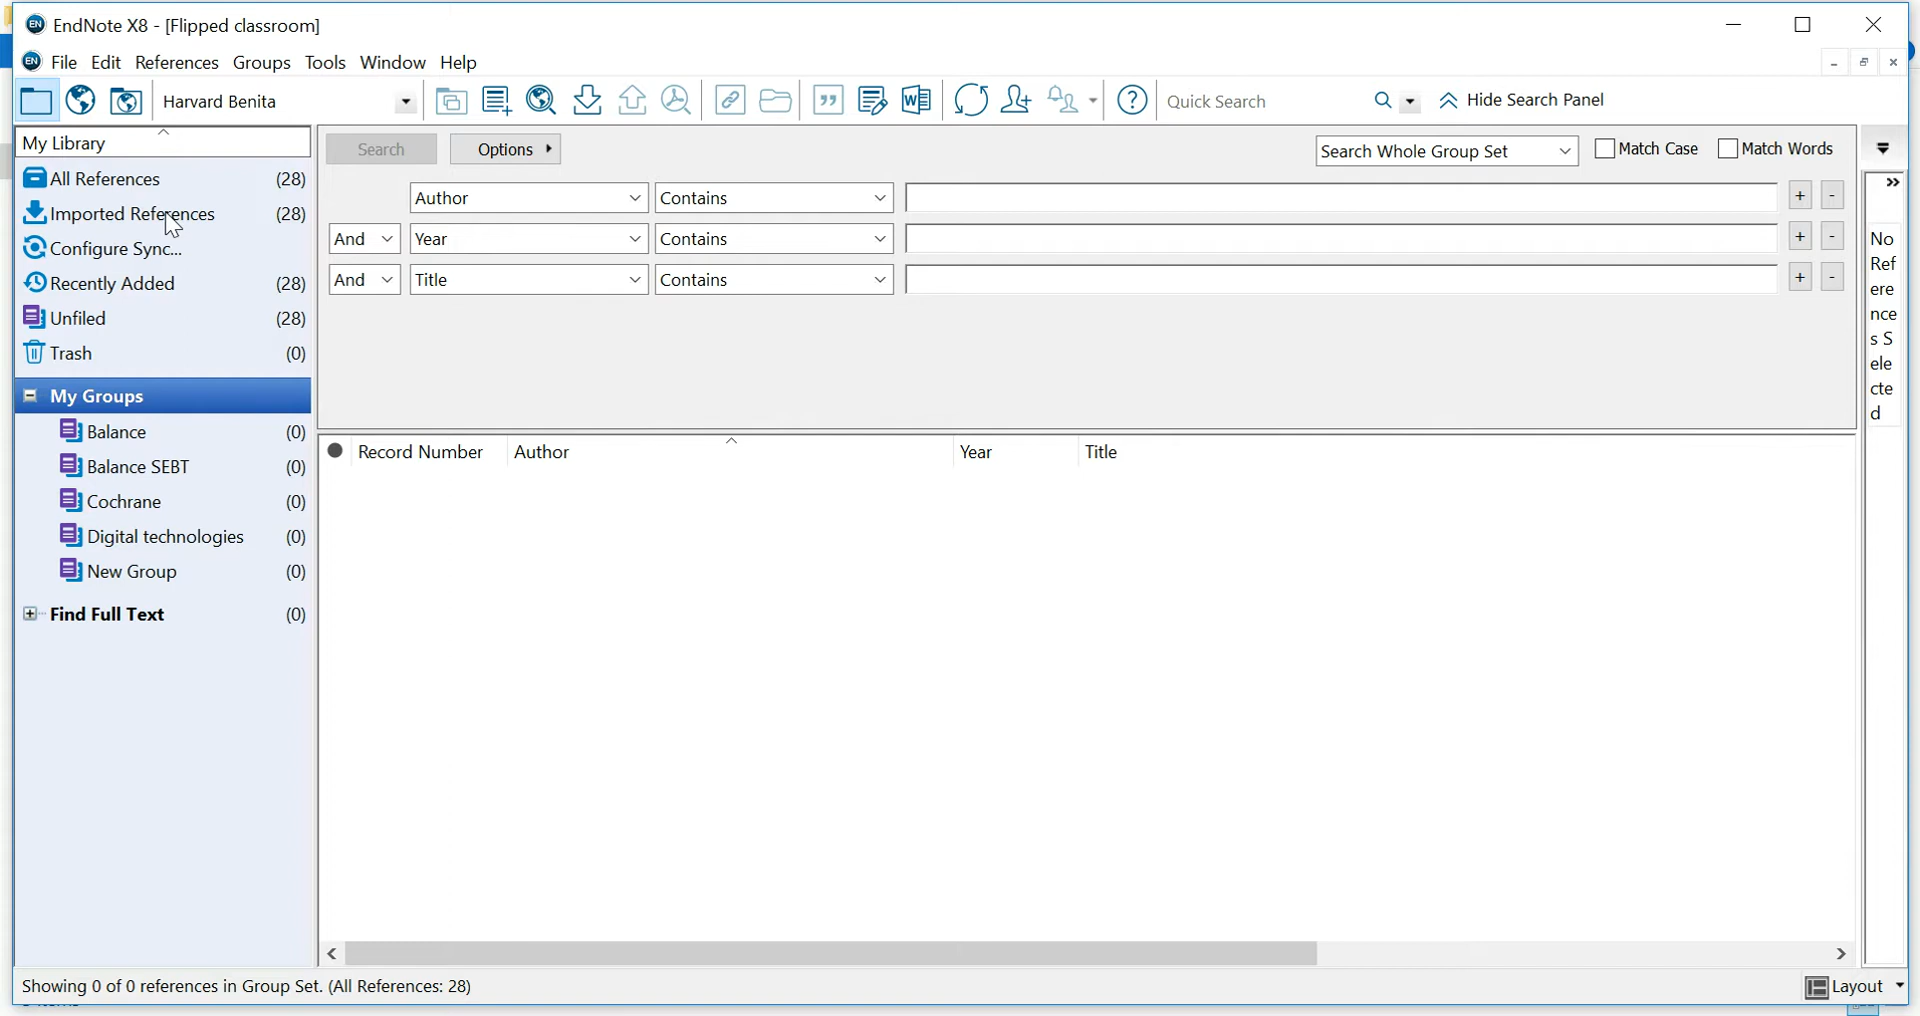 EndNote X8 - [Flipped classroom]
File Edit References Groups Tools Window Help
Harvard Benita Quick Search Hide Search Panel
My Library
All References (28)
Imported References (28)
Configure Sync...
Recently Added (28)
Unfiled (28)
Trash (0)
My Groups
Balance (0)
Balance SEBT (0)
Cochrane (0)
Digital technologies (0)
New Group (0)
Find Full Text (0)
Search Options Search Whole Group Set Match Case Match Words
Author Contains + -
And Year Contains + -
And Title Contains + -
Record Number Author Year Title
No
Ref
ere
nce
s S
ele
cte
d
Showing 0 of 0 references in Group Set. (All References: 28)
Layout